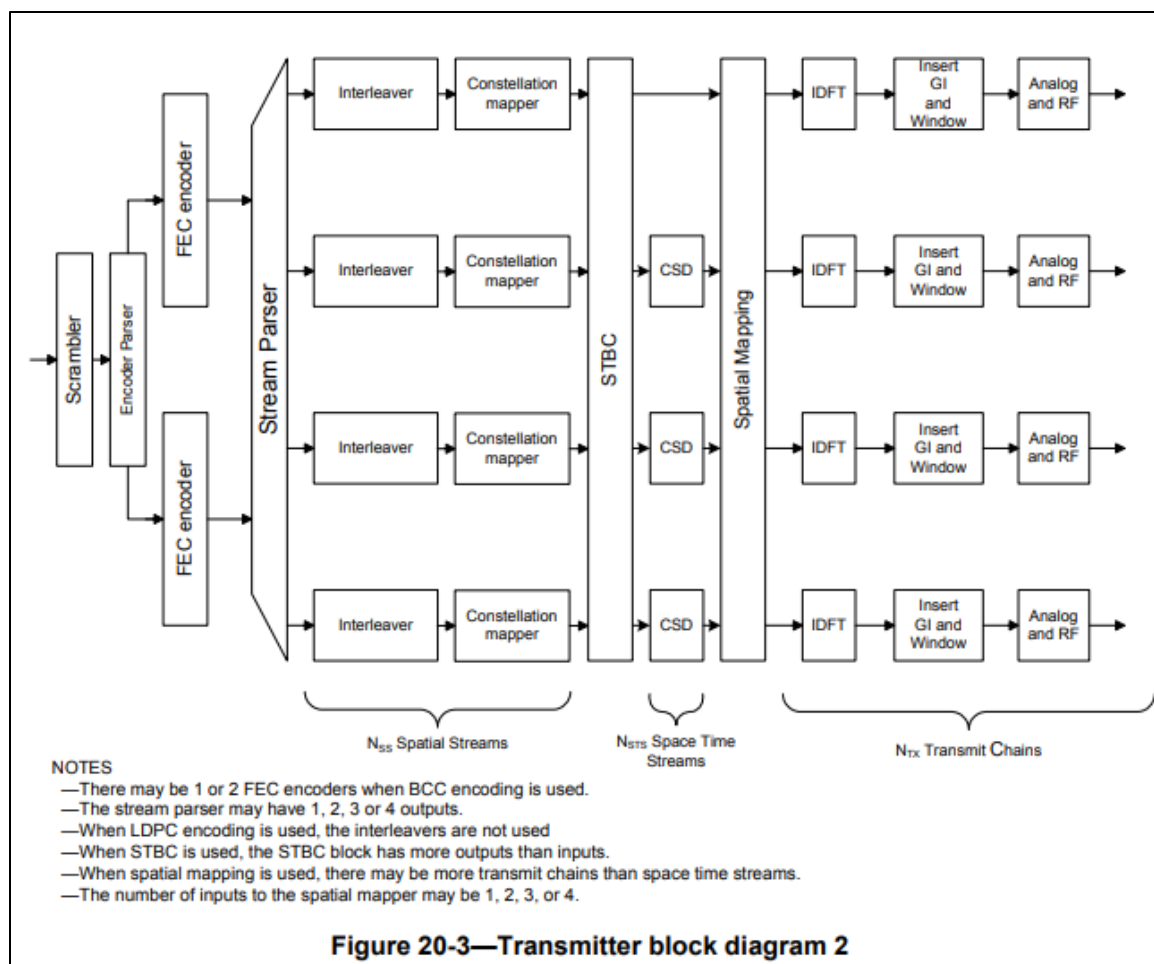 Scrambler
Encoder Parser
FEC encoder
FEC encoder
Stream Parser
Interleaver
Constellation
mapper
STBC
Spatial Mapping
IDFT
Insert
GI
and
Window
Analog
and RF
Interleaver
Constellation
mapper
CSD
IDFT
Insert
GI and
Window
Analog
and RF
Interleaver
Constellation
mapper
CSD
IDFT
Insert
GI and
Window
Analog
and RF
Interleaver
Constellation
mapper
CSD
IDFT
Insert
GI and
Window
Analog
and RF
NSS Spatial Streams
NSTS Space Time
Streams
NTX Transmit Chains
NOTES
—There may be 1 or 2 FEC encoders when BCC encoding is used.
—The stream parser may have 1, 2, 3 or 4 outputs.
—When LDPC encoding is used, the interleavers are not used
—When STBC is used, the STBC block has more outputs than inputs.
—When spatial mapping is used, there may be more transmit chains than space time streams.
—The number of inputs to the spatial mapper may be 1, 2, 3, or 4.
Figure 20-3—Transmitter block diagram 2